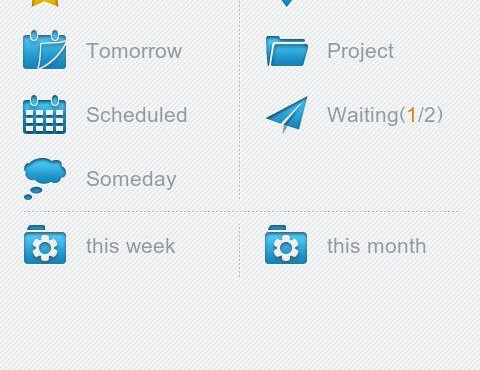 Tomorrow
Project
Scheduled
Waiting(1/2)
Someday
this week
this month